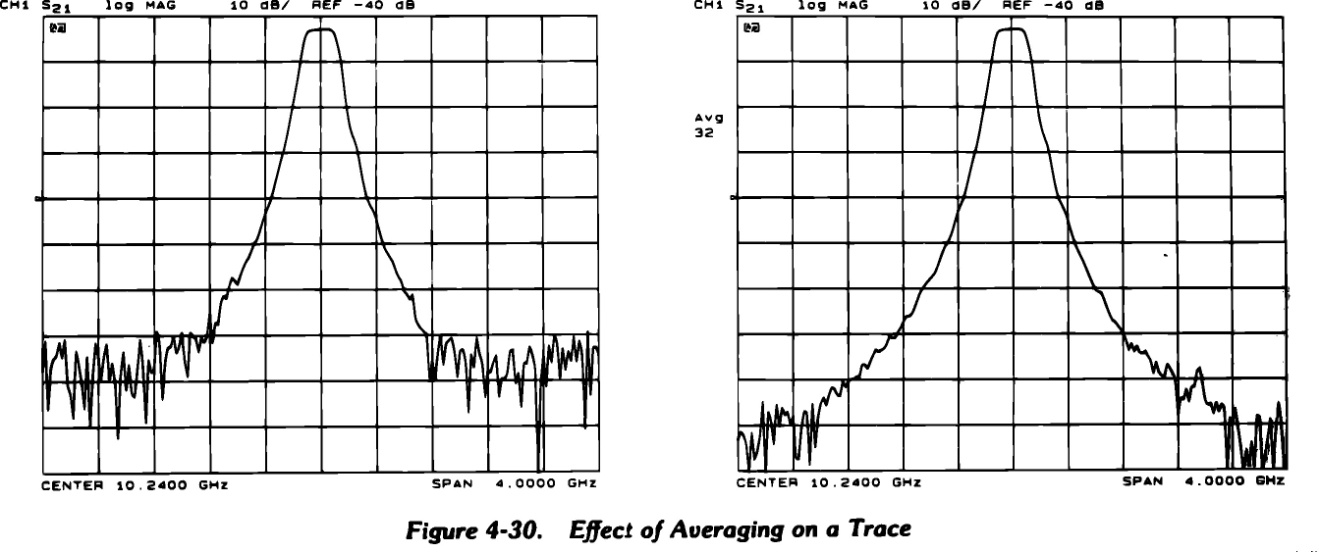 CH1 S21 log MAG 10 dB/ REF -40 dB
CENTER 10.2400 GHz SPAN 4.0000 GHz
CH1 S21 log MAG 10 dB/ REF -40 dB
Avg
32
CENTER 10.2400 GHz SPAN 4.0000 GHz
Figure 4-30. Effect of Averaging on a Trace